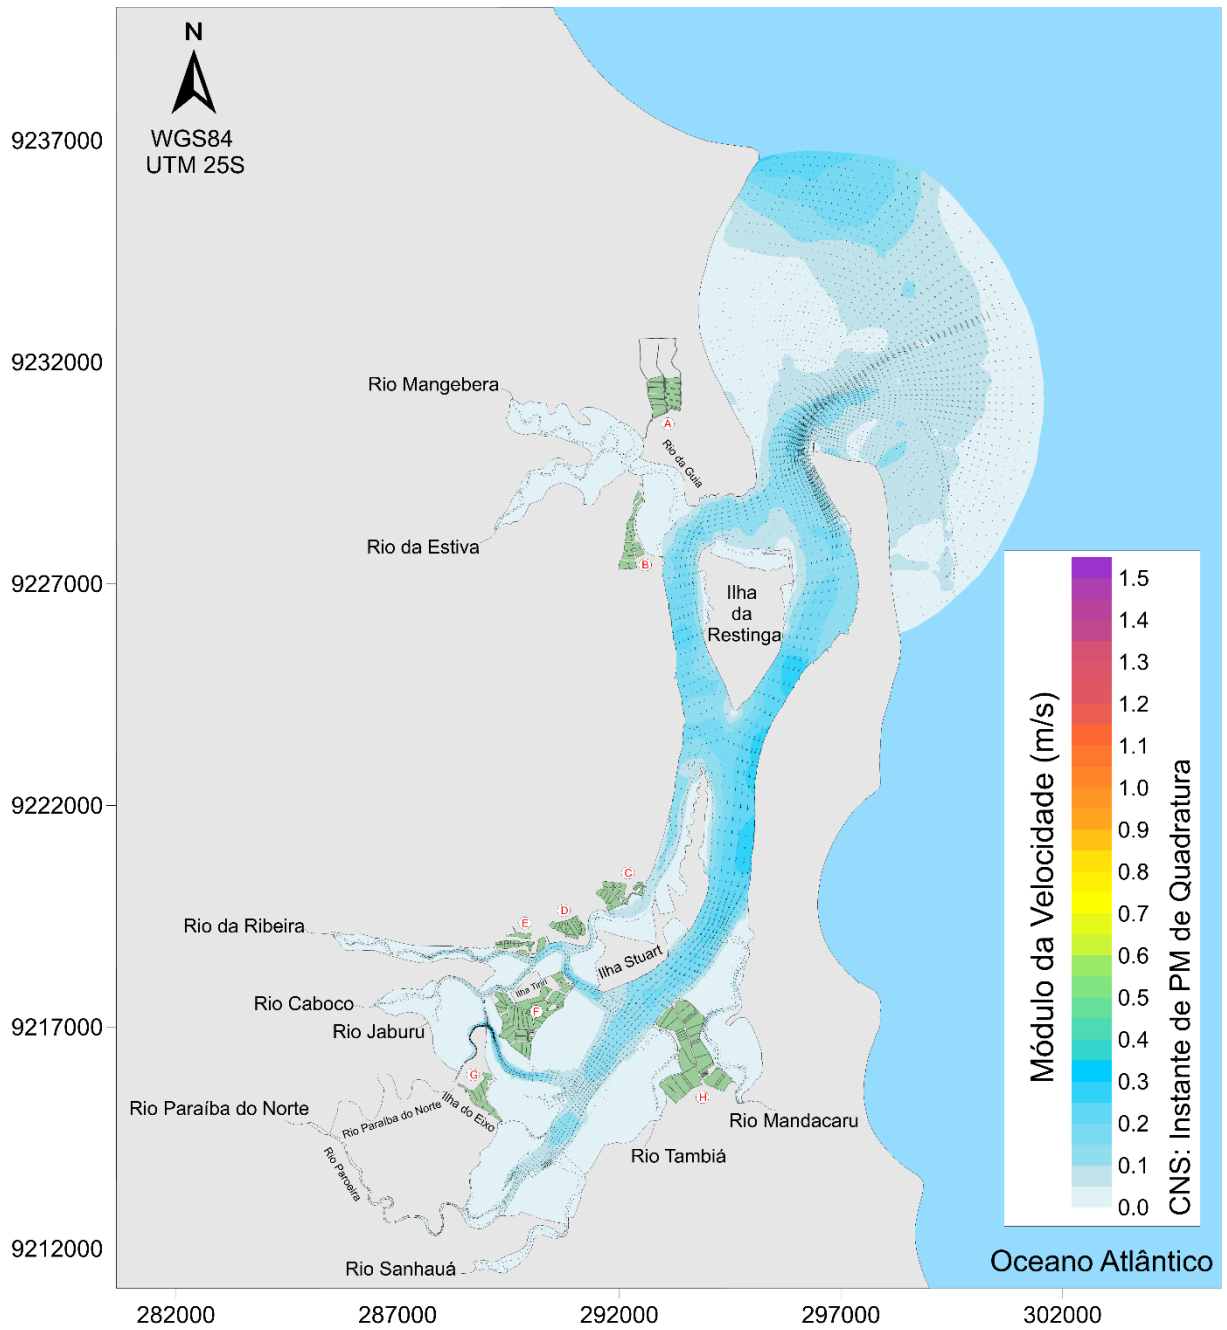 N
WGS84
UTM 25S
9237000
9232000
9227000
9222000
9217000
9212000
282000
287000
292000
297000
302000
Rio Mangebera
A
Rio da Guia
Rio da Estiva
B
Ilha
da
Restinga
C
D
E
Rio da Ribeira
Ilha Stuart
Ilha Tiriri
Rio Caboco
F
Rio Jaburu
G
Ilha do Eixo
H
Rio Paraíba do Norte
Rio Paraíba do Norte
Rio Mandacaru
Rio Tambiá
Rio Paroeira
Rio Sanhauá
Módulo da Velocidade (m/s)
1.5
1.4
1.3
1.2
1.1
1.0
0.9
0.8
0.7
0.6
0.5
0.4
0.3
0.2
0.1
0.0
CNS: Instante de PM de Quadratura
Oceano Atlântico